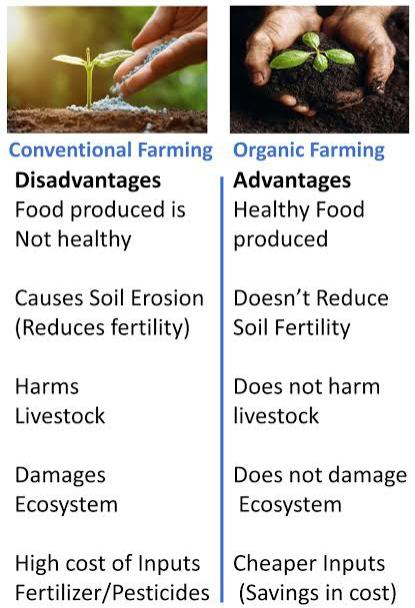 Conventional Farming
Disadvantages
Food produced is
Not healthy
Causes Soil Erosion
(Reduces fertility)
Harms
Livestock
Damages
Ecosystem
High cost of Inputs
Fertilizer/Pesticides
Organic Farming
Advantages
Healthy Food
produced
Doesn't Reduce
Soil Fertility
Does not harm
livestock
Does not damage
Ecosystem
Cheaper Inputs
(Savings in cost)